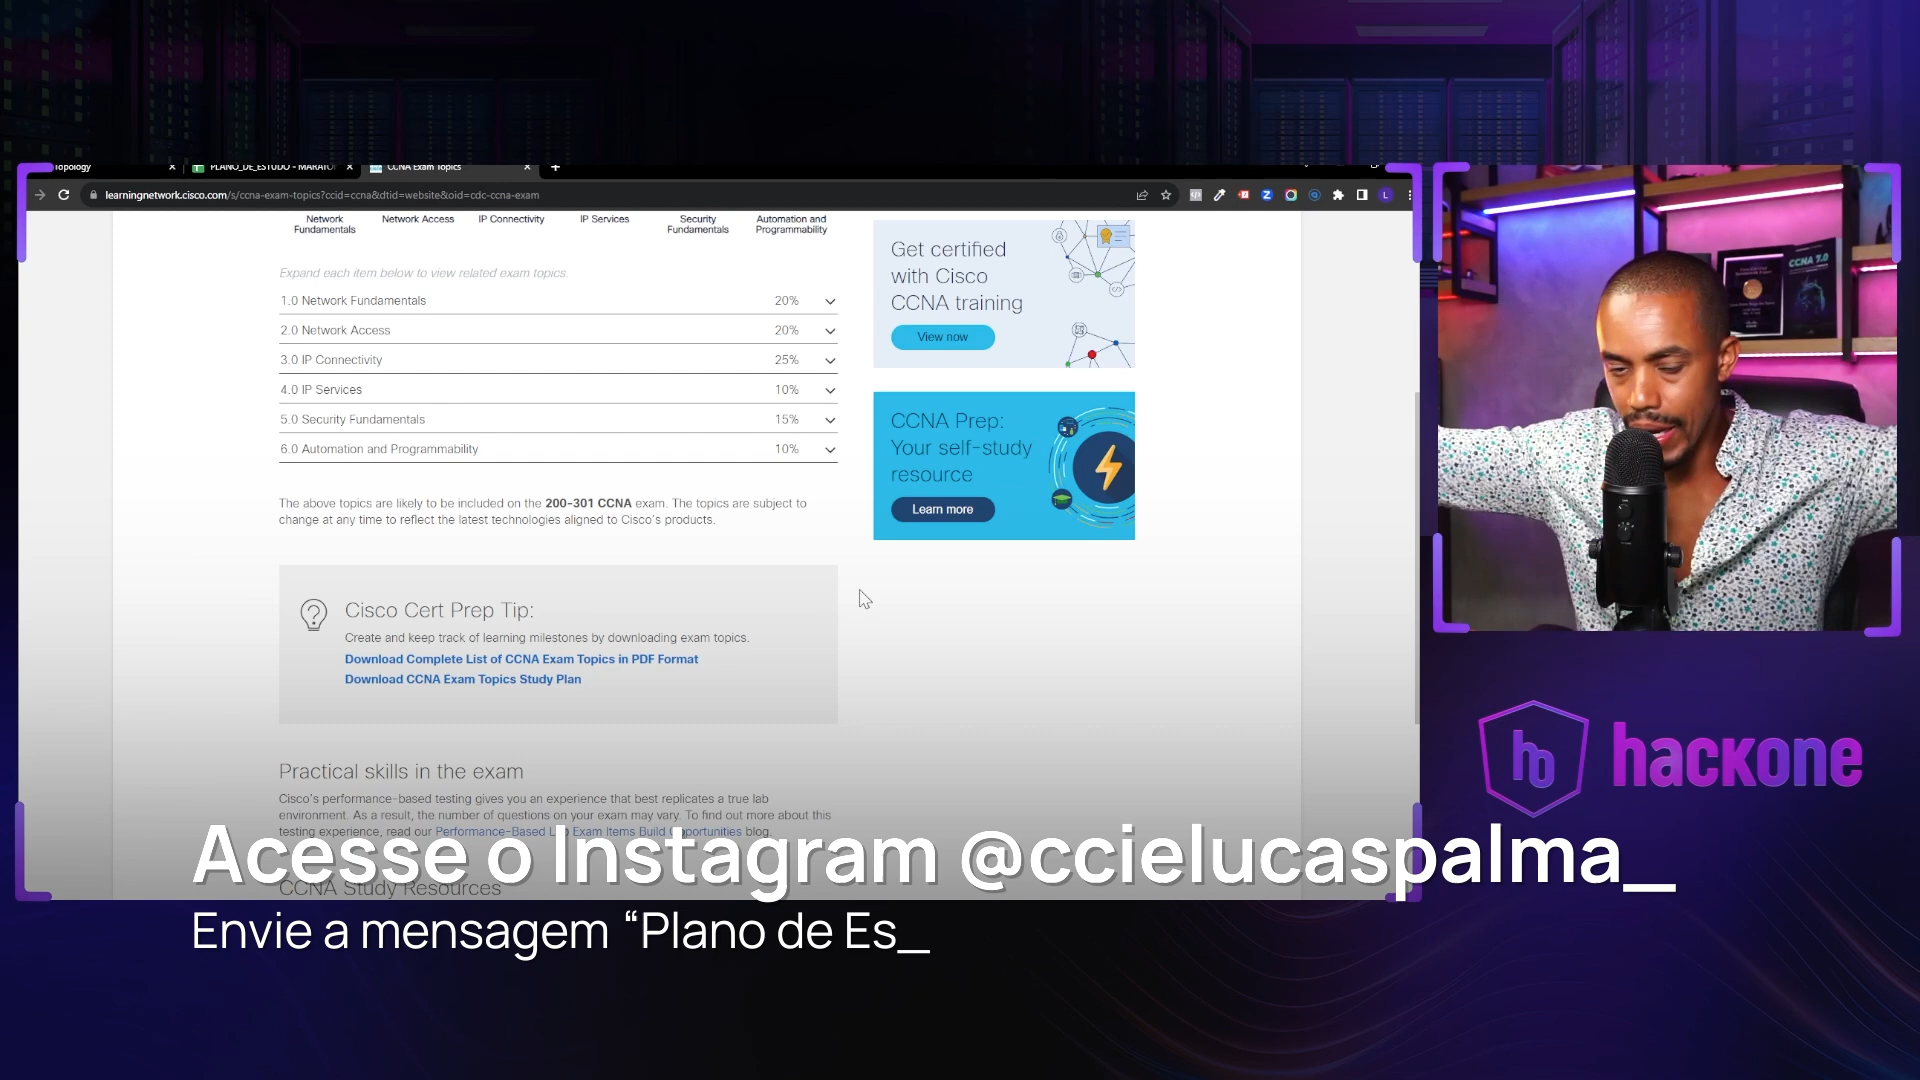 Topology
PLANO_DE_ESTUDO - MARATO
CCNA Exam Topics
learningnetwork.cisco.com/s/ccna-exam-topics?ccid=ccna&dtid=website&oid=cdc-ccna-exam
Network Fundamentals
Network Access
IP Connectivity
IP Services
Security Fundamentals
Automation and Programmability
Expand each item below to view related exam topics.
1.0 Network Fundamentals 20%
2.0 Network Access 20%
3.0 IP Connectivity 25%
4.0 IP Services 10%
5.0 Security Fundamentals 15%
6.0 Automation and Programmability 10%
The above topics are likely to be included on the 200-301 CCNA exam. The topics are subject to
change at any time to reflect the latest technologies aligned to Cisco's products.
Cisco Cert Prep Tip:
Create and keep track of learning milestones by downloading exam topics.
Download Complete List of CCNA Exam Topics in PDF Format
Download CCNA Exam Topics Study Plan
Practical skills in the exam
Cisco's performance-based testing gives you an experience that best replicates a true lab
environment. As a result, the number of questions on your exam may vary. To find out more about this
testing experience, read our Performance-Based Lab Exam Items Build Opportunities blog.
CCNA Study Resources
Get certified
with Cisco
CCNA training
View now
CCNA Prep:
Your self-study
resource
Learn more
CCNA 7.0
ho
hackone
Acesse o Instagram @ccielucaspalma_
Envie a mensagem “Plano de Es_